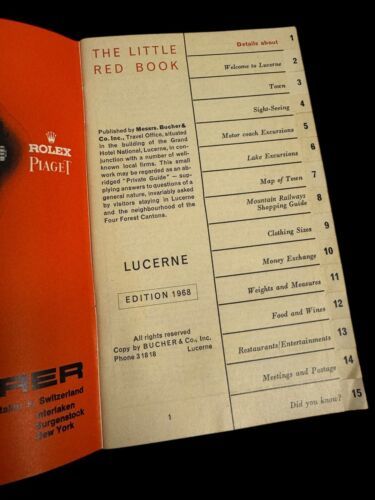 ROLEX
PIAGET
Switzerland
Interlaken
Burgenstock
New York
THE LITTLE
RED BOOK
Published by Messrs. Bucher &
Co. Inc., Travel Office, situated
in the building of the Grand
Hotel National, Lucerne, in con-
junction with a number of well-
known local firms. This small
work may be regarded as an ab-
ridged "Private Guide" — sup-
plying answers to questions of a
general nature, invariably asked
by visitors staying in Lucerne
and the neighbourhood of the
Four Forest Cantons.
LUCERNE
EDITION 1968
All rights reserved
Copy by BUCHER & Co., Inc.
Phone 31818 Lucerne
1
Details about 1
Welcome to Lucerne 2
Town 3
Sight-Seeing 4
Motor coach Excursions 5
Lake Excursions 6
Map of Town 7
Mountain Railways
Shopping Guide 8
Clothing Sizes 9
Money Exchange 10
Weights and Measures 11
Food and Wines 12
Restaurants/Entertainments 13
Meetings and Postage 14
Did you know? 15